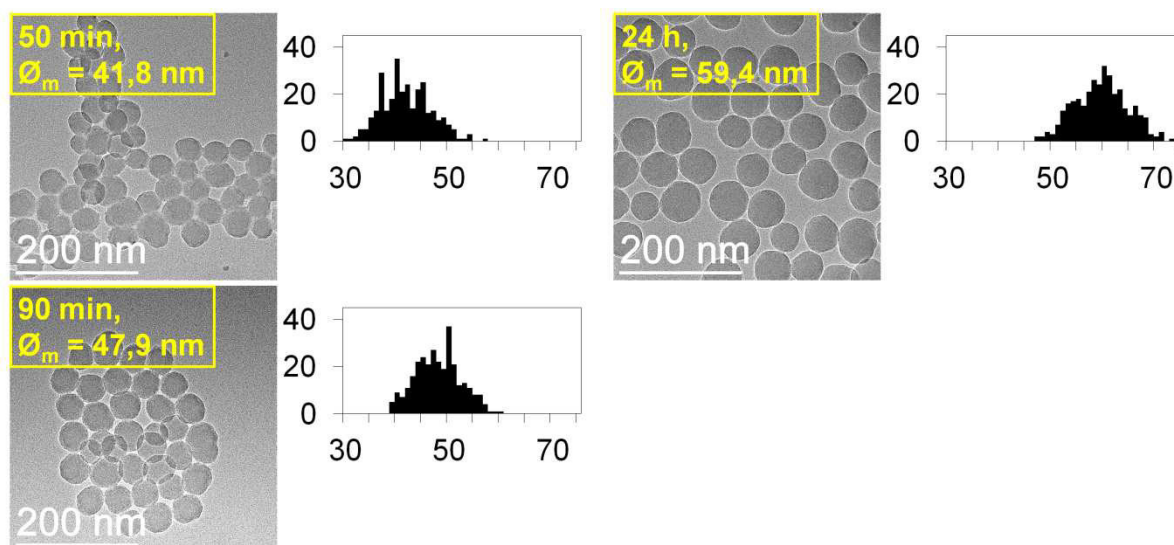 50 min,
Øm = 41,8 nm
200 nm
40
20
0
30 50 70
24 h,
Øm = 59,4 nm
200 nm
40
20
0
30 50 70
90 min,
Øm = 47,9 nm
200 nm
40
20
0
30 50 70